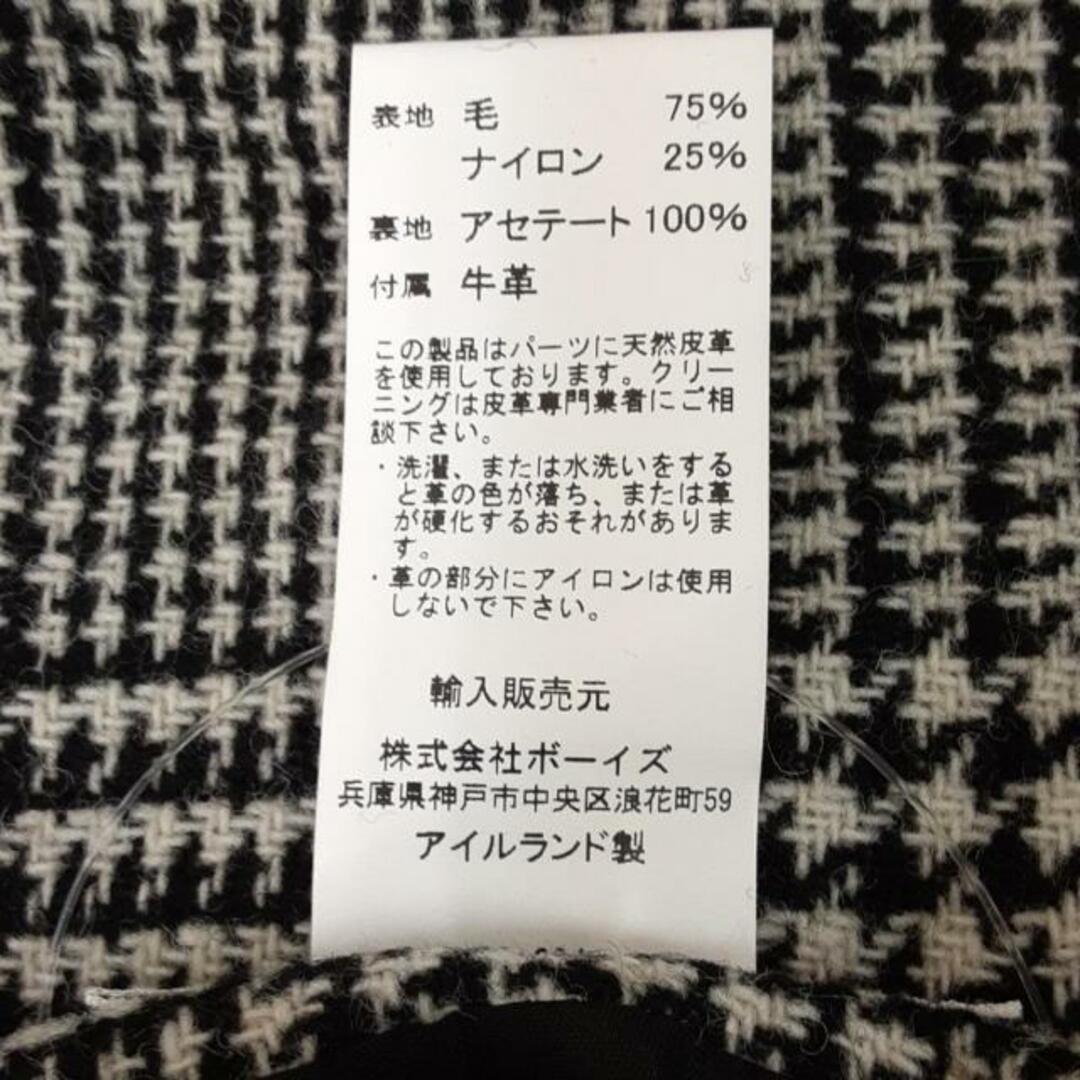 表地 毛 75%
ナイロン 25%
裏地 アセテート 100%
付属 牛革
この製品はパーツに天然皮革
を使用しております。クリー
ニングは皮革専門業者にご相
談下さい。
・洗濯、または水洗いをする
と革の色が落ち、または革
が硬化するおそれがありま
す。
・革の部分にアイロンは使用
しないで下さい。
輸入販売元
株式会社ボーイズ
兵庫県神戸市中央区浪花町59
アイルランド製